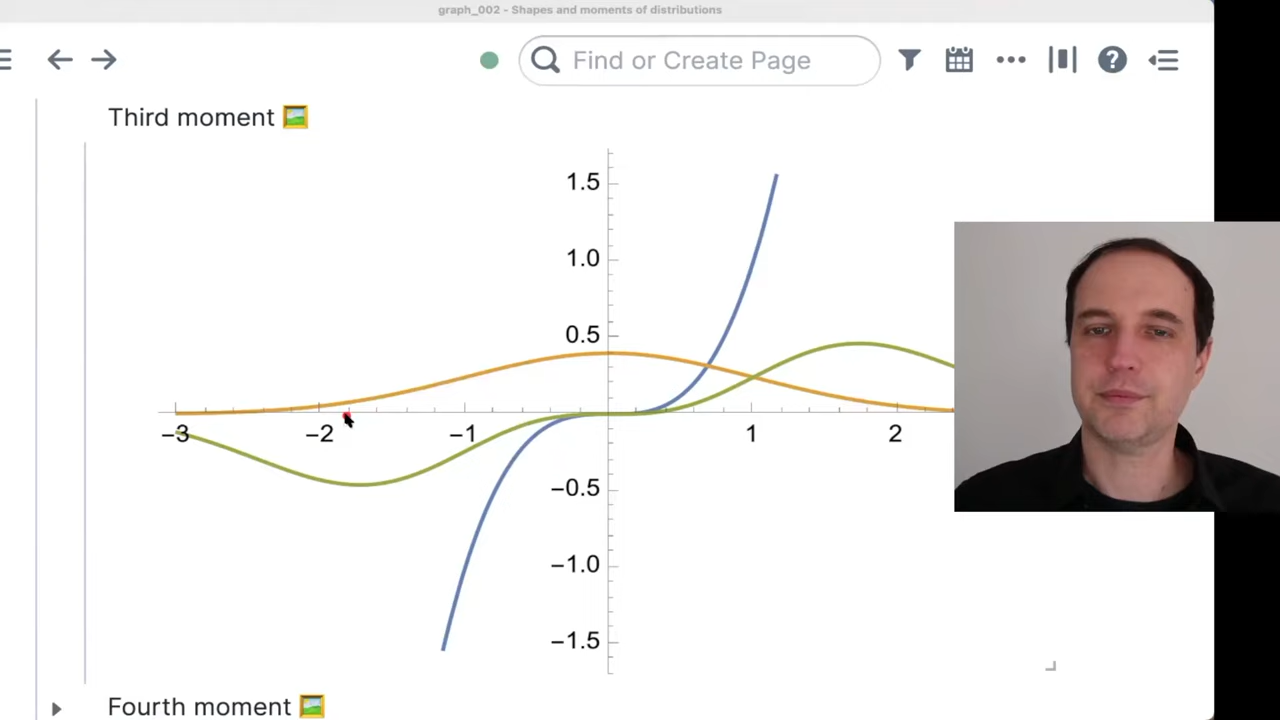 graph_002 - Shapes and moments of distributions
Find or Create Page
Third moment
1.5
1.0
0.5
−3 −2 −1 1 2
−0.5
−1.0
−1.5
Fourth moment